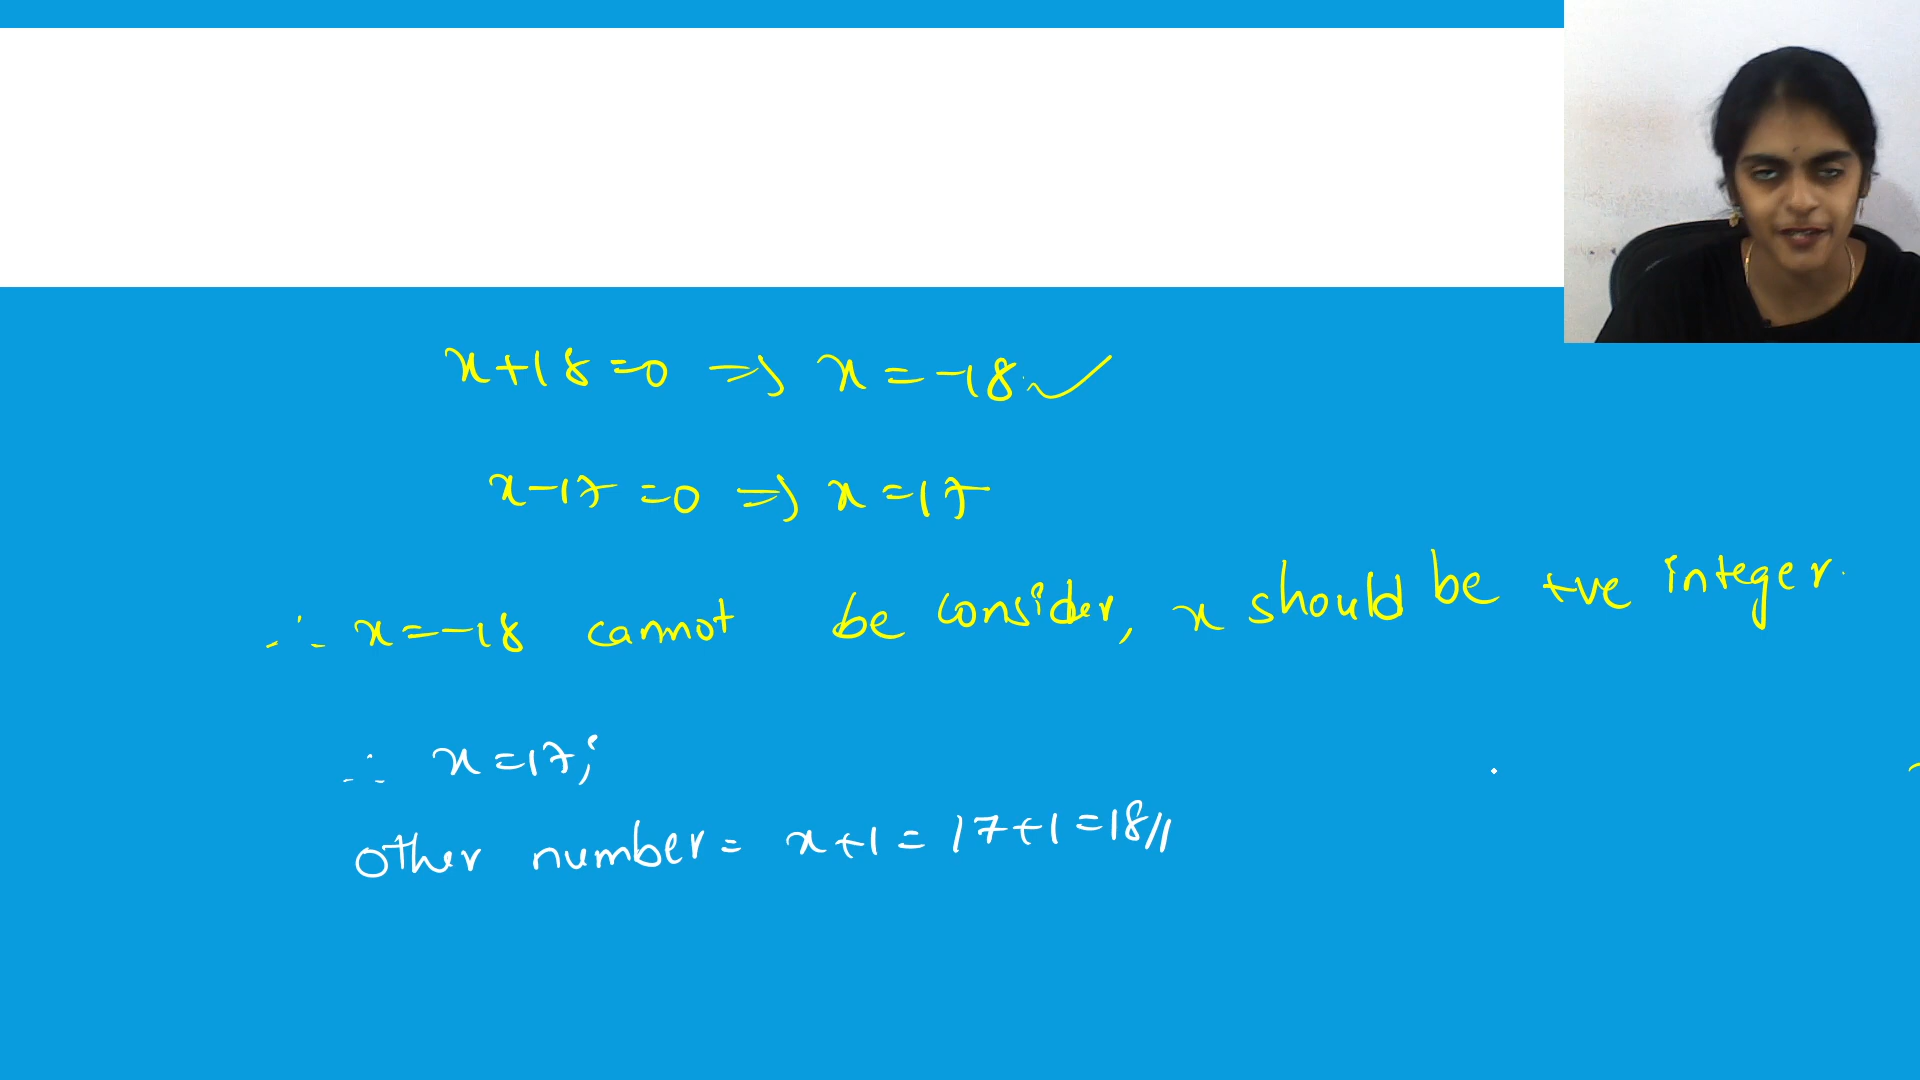 x+18=0 => x=-18
x-17=0 => x=17
∴ x=-18 cannot be consider, x should be +ve integer.
∴ x=17;
Other number= x+1= 17+1=18//